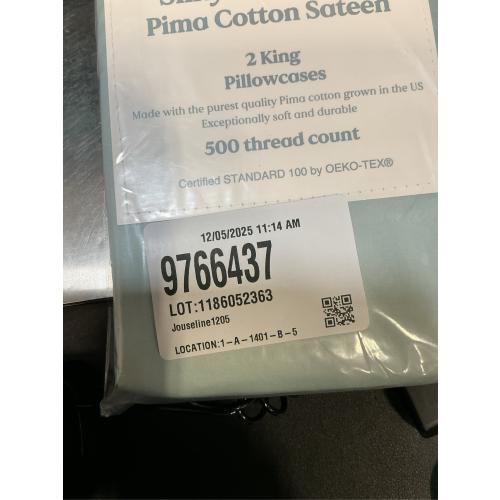 Pima Cotton Sateen
2 King
Pillowcases
Made with the purest quality Pima cotton grown in the US
Exceptionally soft and durable
500 thread count
Certified STANDARD 100 by OEKO-TEX®
12/05/2025 11:14 AM
9766437
LOT:1186052363
Jouseline1205
LOCATION:1-A-1401-B-5